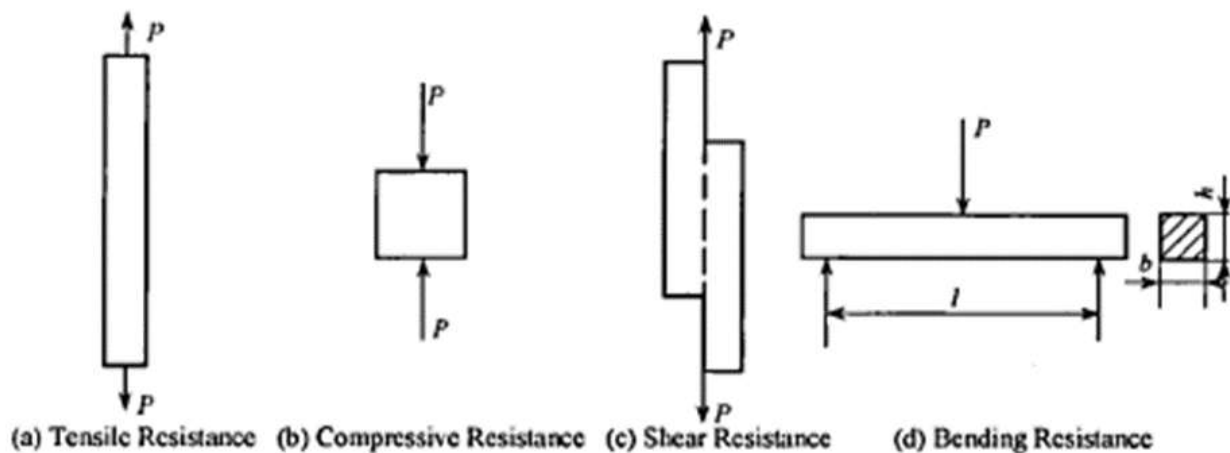 P
P
P
P
P
P
P
l
b
h
(a) Tensile Resistance
(b) Compressive Resistance
(c) Shear Resistance
(d) Bending Resistance